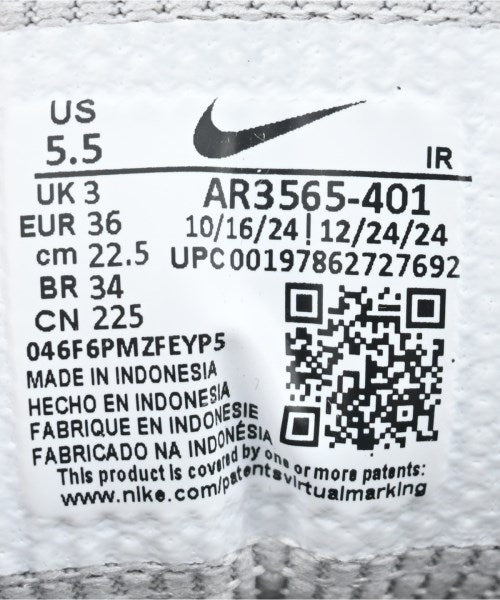 US
5.5
IR
UK 3
AR3565-401
EUR 36
10/16/24 | 12/24/24
cm 22.5
UPC00197862727692
BR 34
CN 225
046F6PMZFEYP5
MADE IN INDONESIA
HECHO EN INDONESIA
FABRIQUE EN INDONESIE
FABRICADO NA INDONÉSIA
This product is covered by one or more patents:
www.nike.com/patentsvirtualmarking